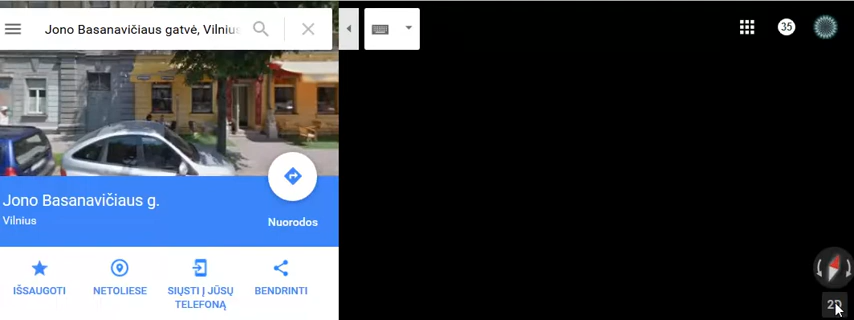 Jono Basanavičiaus gatvė, Vilnius
35
Jono Basanavičiaus g.
Vilnius
Nuorodos
IŠSAUGOTI
NETOLIESE
SIŲSTI Į JŪSŲ
TELEFONĄ
BENDRINTI
2D